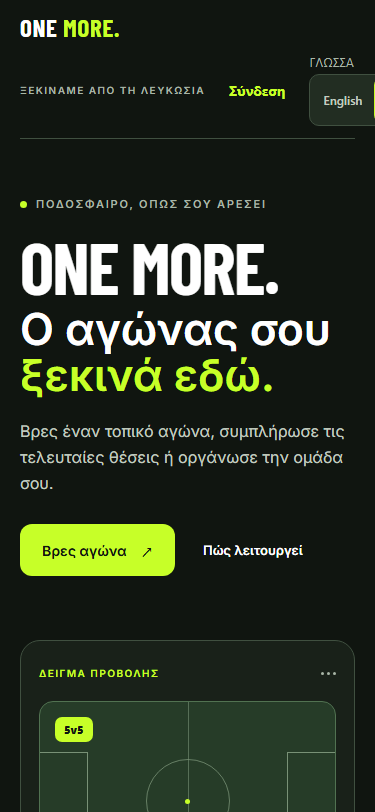 ONE MORE.
ΓΛΩΣΣΑ
ΞΕΚΙΝΑΜΕ ΑΠΟ ΤΗ ΛΕΥΚΩΣΙΑ
Σύνδεση
English
ΠΟΔΟΣΦΑΙΡΟ, ΟΠΩΣ ΣΟΥ ΑΡΕΣΕΙ
ONE MORE.
Ο αγώνας σου
ξεκινά εδώ.
Βρες έναν τοπικό αγώνα, συμπλήρωσε τις
τελευταίες θέσεις ή οργάνωσε την ομάδα
σου.
Βρες αγώνα ↗
Πώς λειτουργεί
ΔΕΙΓΜΑ ΠΡΟΒΟΛΗΣ
5v5